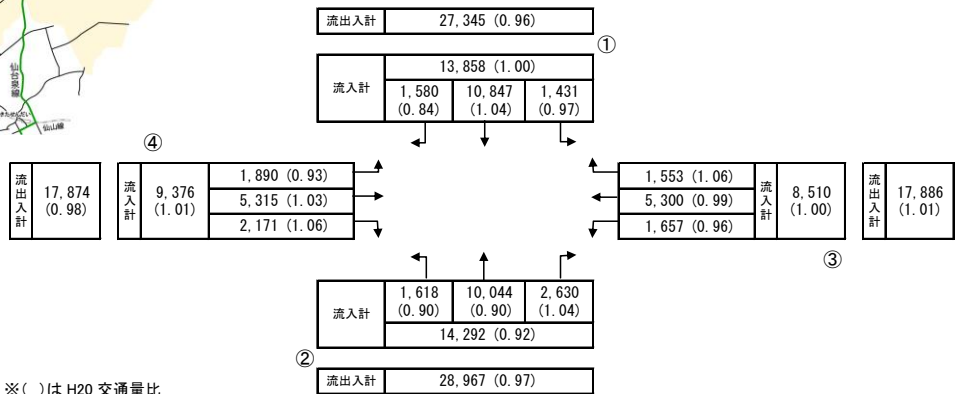 流出入計 27,345 (0.96)
①
流入計 13,858 (1.00)
1,580 10,847 1,431
(0.84) (1.04) (0.97)
仙山線
④
流出入計 17,874 (0.98)
流入計 9,376 (1.01)
1,890 (0.93)
5,315 (1.03)
2,171 (1.06)
1,553 (1.06)
5,300 (0.99)
1,657 (0.96)
流入計 8,510 (1.00)
流出入計 17,886 (1.01)
③
流入計
1,618 10,044 2,630
(0.90) (0.90) (1.04)
14,292 (0.92)
②
流出入計 28,967 (0.97)
※( )は H20 交通量比